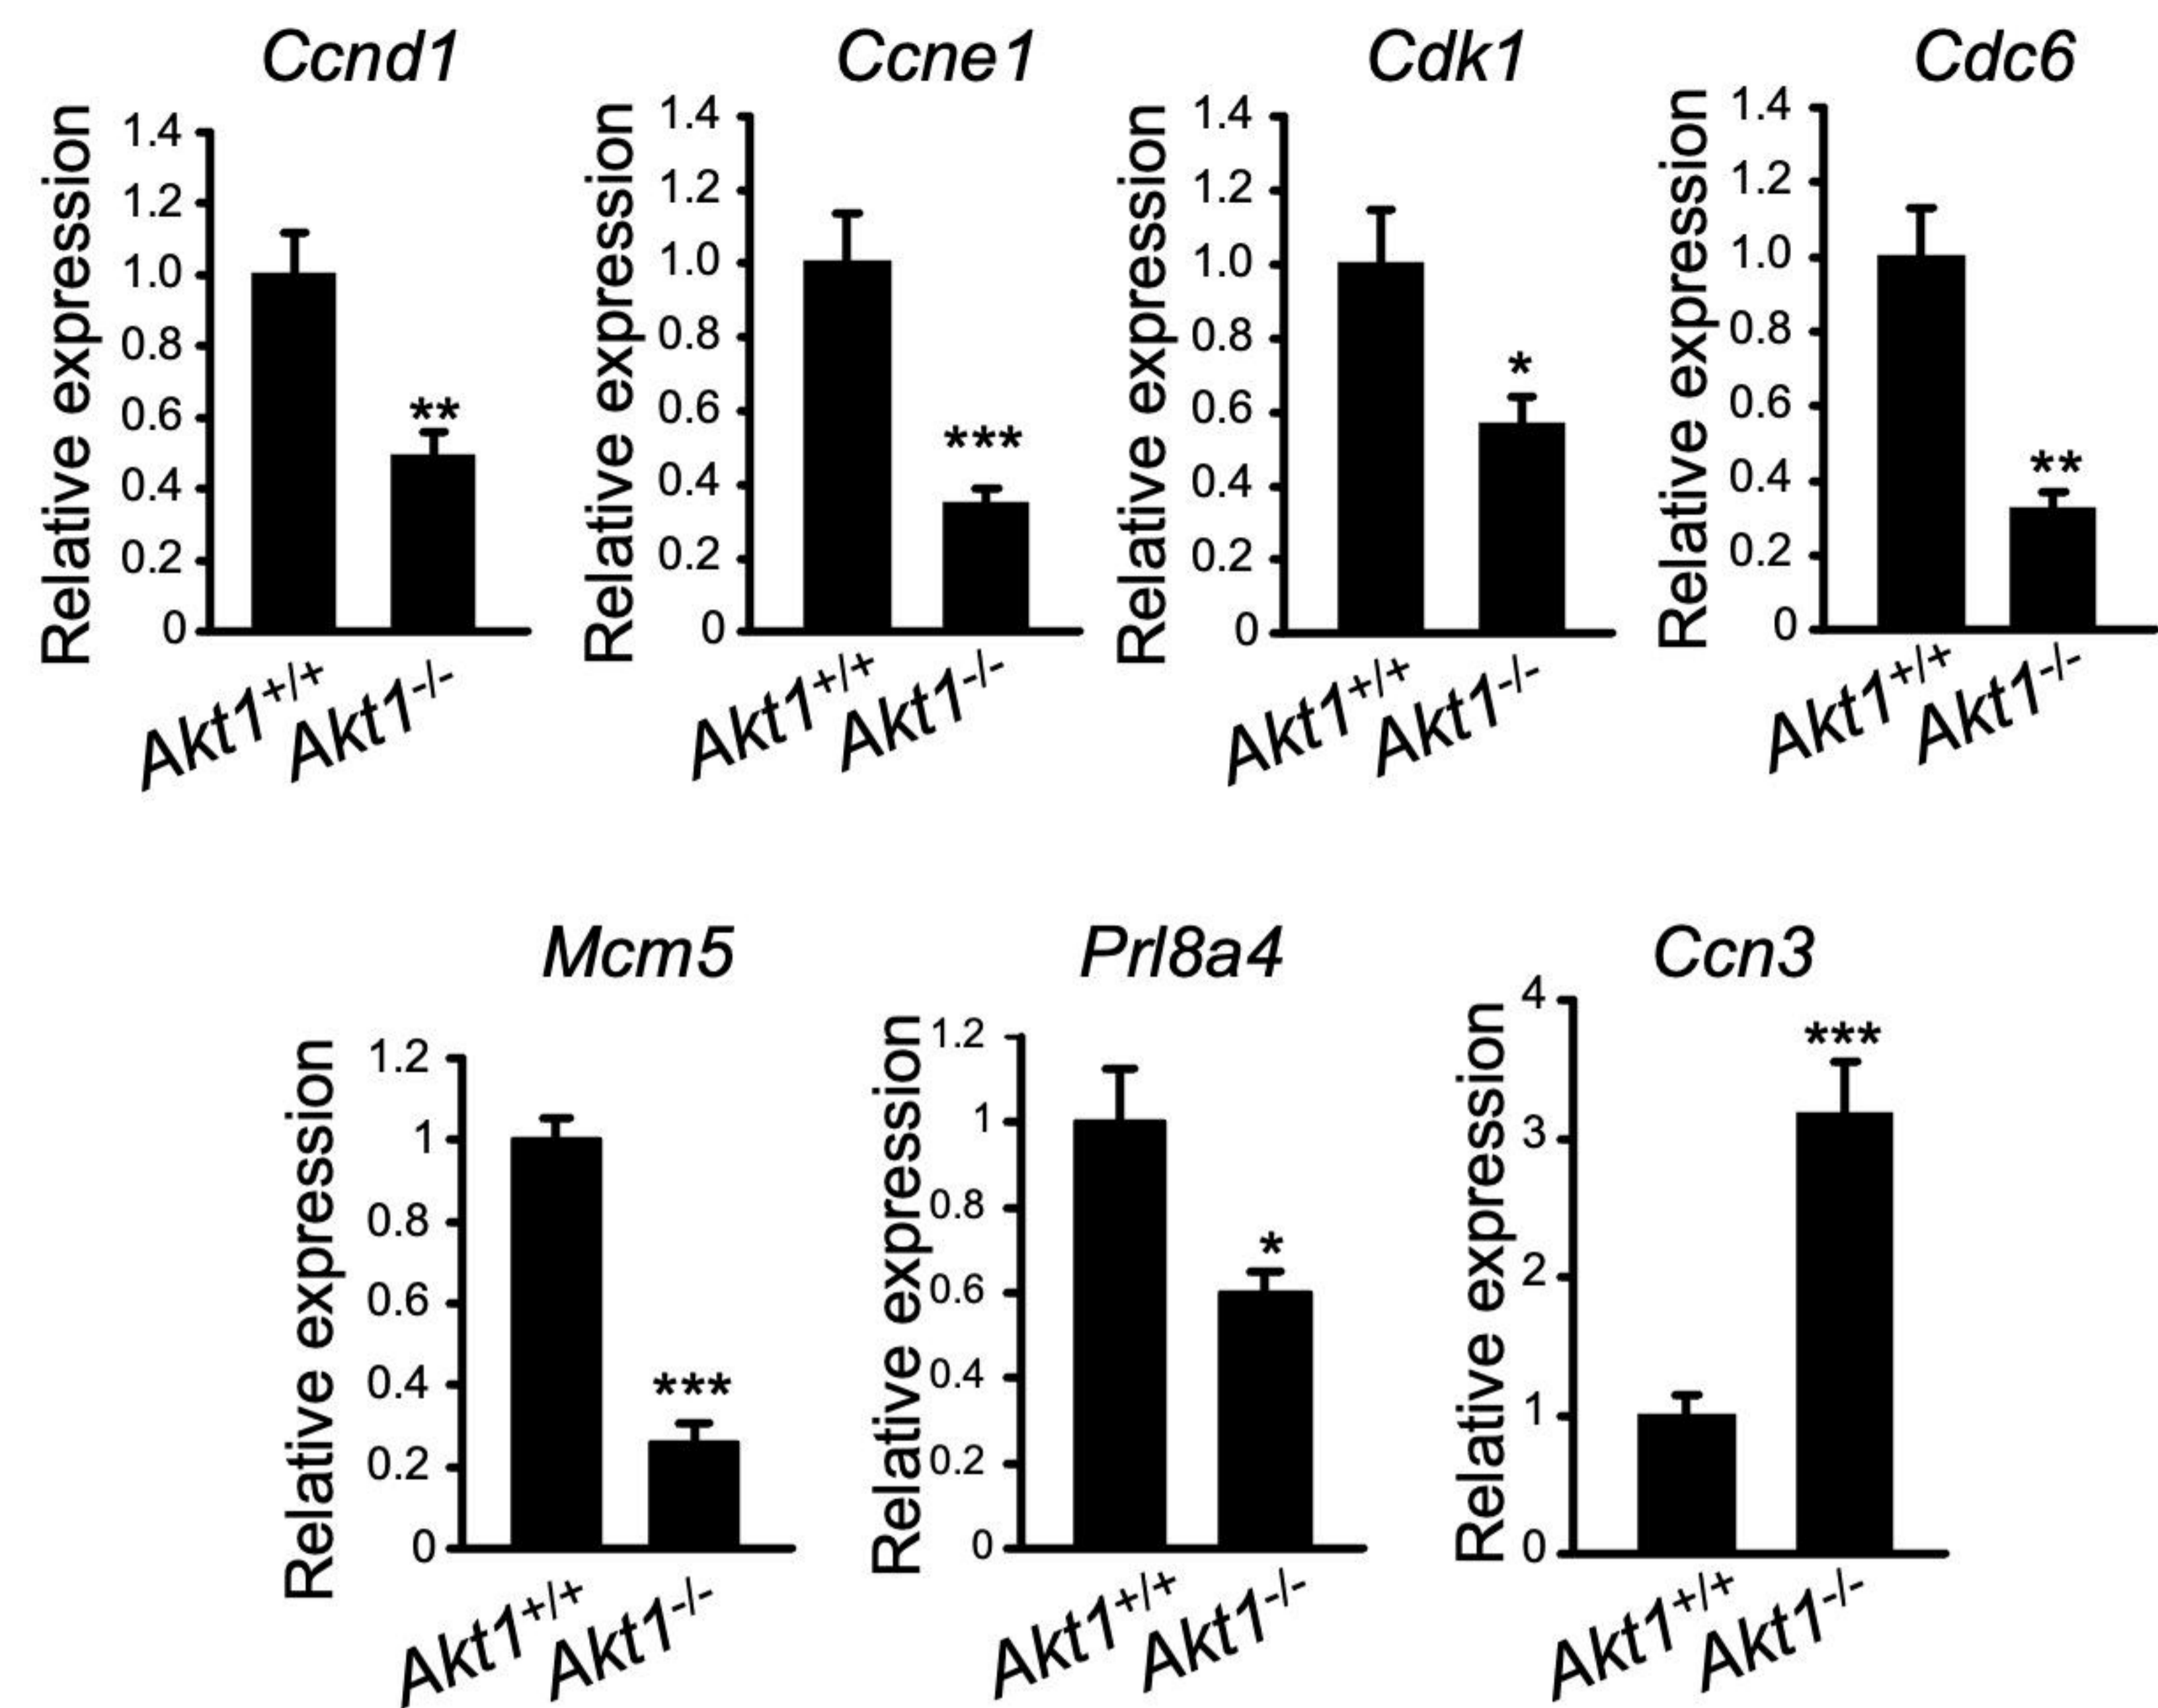 Ccnd1
Relative expression
1.4
1.2
1.0
0.8
0.6
0.4
0.2
0
**
Akt1+/+ Akt1-/-
Ccne1
Relative expression
1.4
1.2
1.0
0.8
0.6
0.4
0.2
0
***
Akt1+/+ Akt1-/-
Cdk1
Relative expression
1.4
1.2
1.0
0.8
0.6
0.4
0.2
0
*
Akt1+/+ Akt1-/-
Cdc6
Relative expression
1.4
1.2
1.0
0.8
0.6
0.4
0.2
0
**
Akt1+/+ Akt1-/-
Mcm5
Relative expression
1.2
1
0.8
0.6
0.4
0.2
0
***
Akt1+/+ Akt1-/-
Prl8a4
Relative expression
1.2
1
0.8
0.6
0.4
0.2
0
*
Akt1+/+ Akt1-/-
Ccn3
Relative expression
4
3
2
1
0
***
Akt1+/+ Akt1-/-